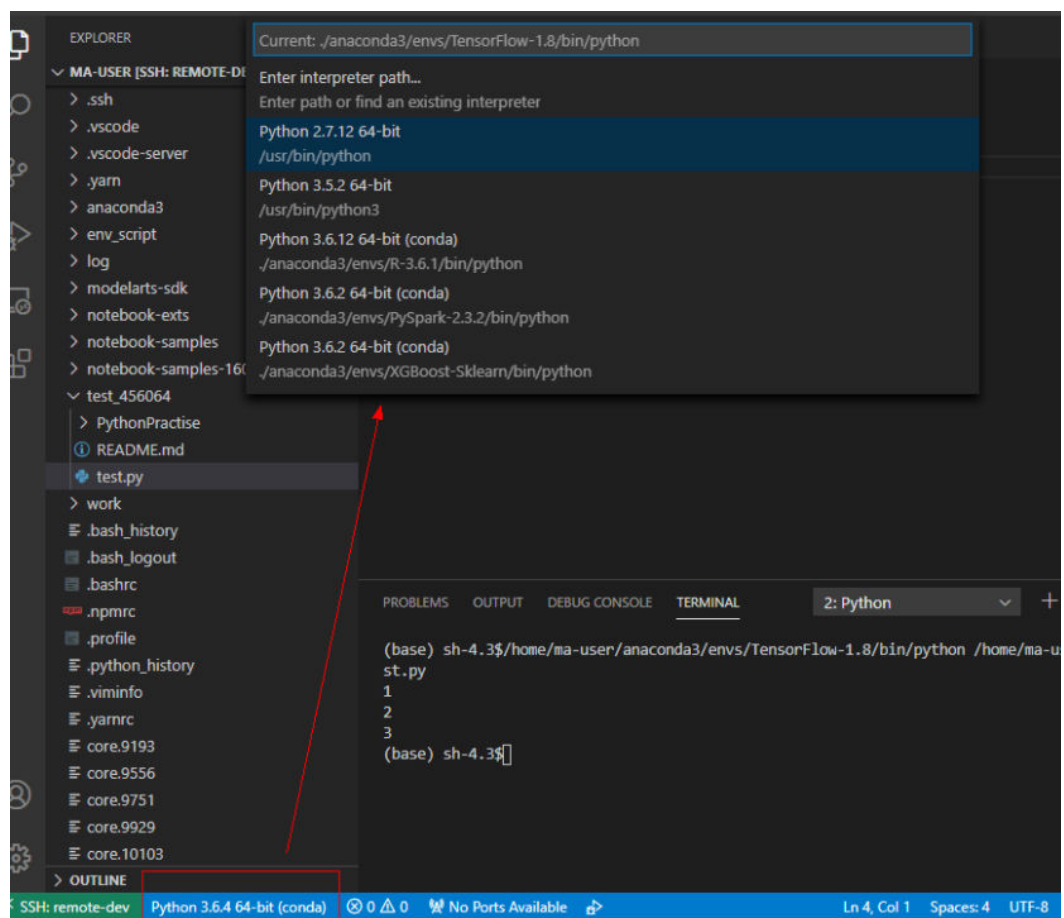 EXPLORER
MA-USER [SSH: REMOTE-DE
.ssh
.vscode
.vscode-server
.yarn
anaconda3
env_script
log
modelarts-sdk
notebook-exts
notebook-samples
notebook-samples-160
test_456064
PythonPractise
README.md
test.py
work
.bash_history
.bash_logout
.bashrc
.npmrc
.profile
.python_history
.viminfo
.yarnrc
core.9193
core.9556
core.9751
core.9929
core.10103
OUTLINE
Current: ./anaconda3/envs/TensorFlow-1.8/bin/python
Enter interpreter path...
Enter path or find an existing interpreter
Python 2.7.12 64-bit
/usr/bin/python
Python 3.5.2 64-bit
/usr/bin/python3
Python 3.6.12 64-bit (conda)
./anaconda3/envs/R-3.6.1/bin/python
Python 3.6.2 64-bit (conda)
./anaconda3/envs/PySpark-2.3.2/bin/python
Python 3.6.2 64-bit (conda)
./anaconda3/envs/XGBoost-Sklearn/bin/python
PROBLEMS OUTPUT DEBUG CONSOLE TERMINAL 2: Python
(base) sh-4.3$/home/ma-user/anaconda3/envs/TensorFlow-1.8/bin/python /home/ma-u
st.py
1
2
3
(base) sh-4.3$
SSH: remote-dev Python 3.6.4 64-bit (conda) 0 0 No Ports Available Ln 4, Col 1 Spaces: 4 UTF-8